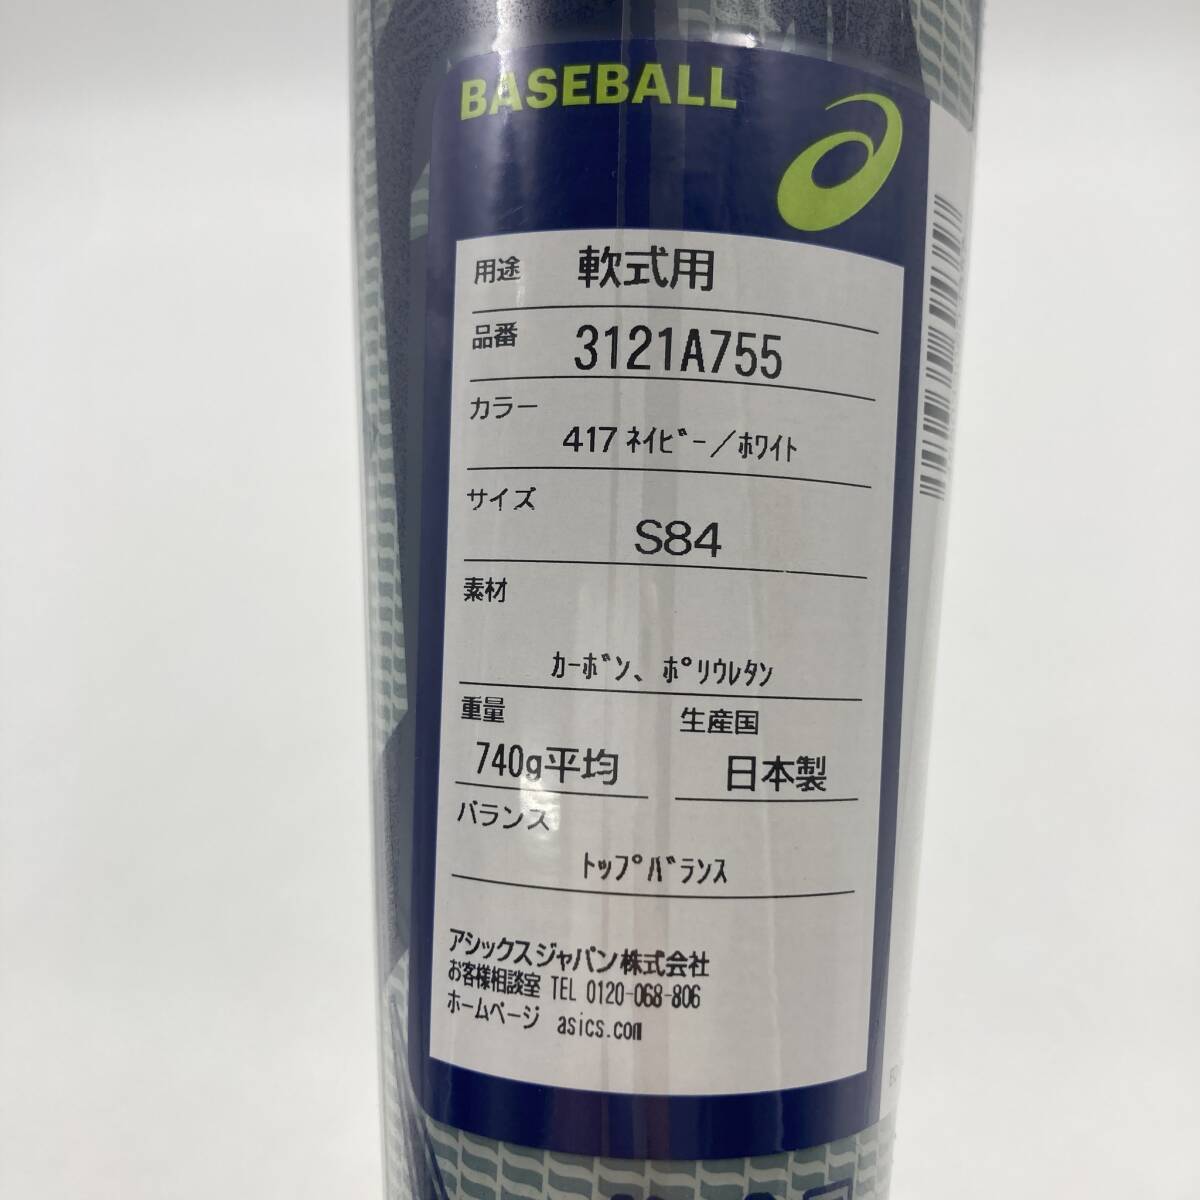 BASEBALL
用途 軟式用
品番 3121A755
カラー
417 ﾈｲﾋﾞｰ／ﾎﾜｲﾄ
サイズ
S84
素材
ｶｰﾎﾞﾝ、ﾎﾟﾘｳﾚﾀﾝ
重量 生産国
740g平均 日本製
バランス
ﾄｯﾌﾟﾊﾞﾗﾝｽ
アシックスジャパン株式会社
お客様相談室 TEL 0120-068-806
ホームページ asics.com